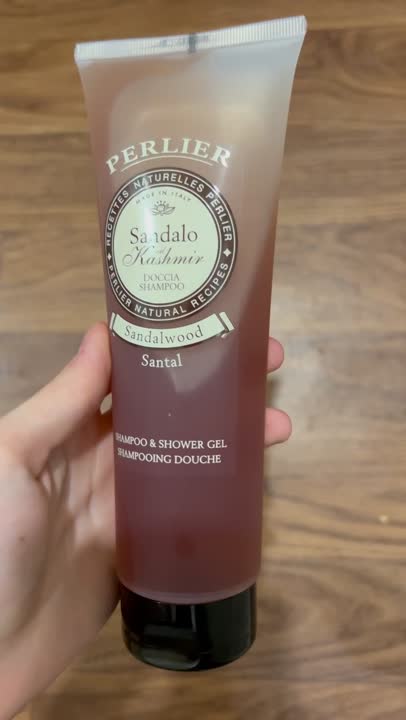 PERLIER
RECETTES NATURELLES PERLIER
MADE IN ITALY
Sandalo
Kashmir
DOCCIA
SHAMPOO
PERLIER NATURAL RECIPES
Sandalwood
Santal
SHAMPOO & SHOWER GEL
SHAMPOOING DOUCHE